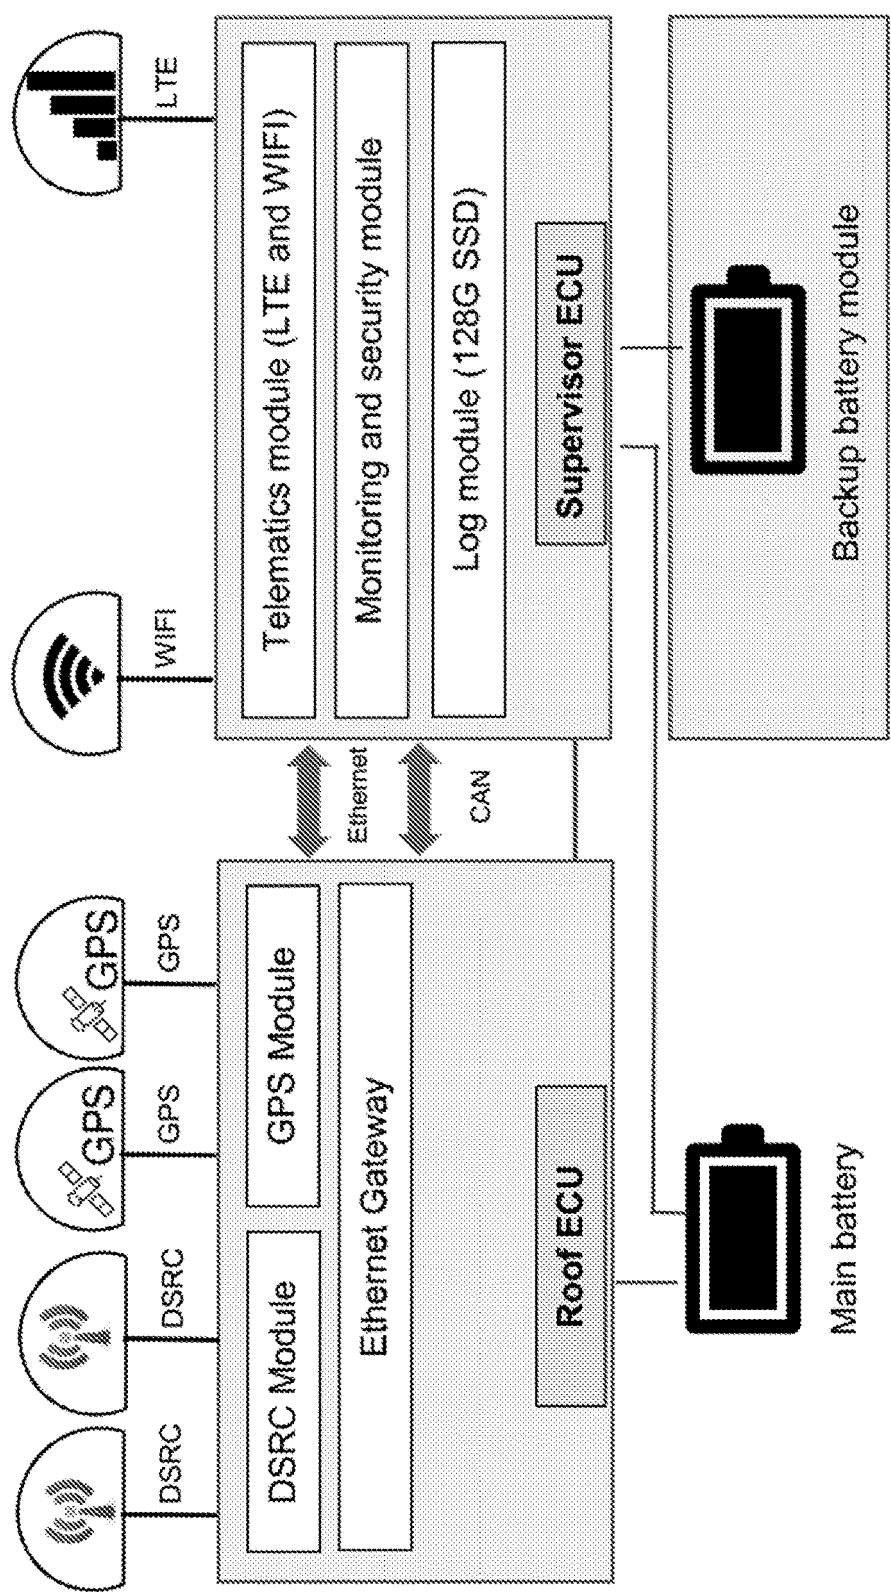 DSRC
DSRC
GPS
GPS
GPS
GPS
WIFI
LTE
DSRC Module
GPS Module
Ethernet Gateway
Roof ECU
Ethernet
CAN
Telematics module (LTE and WIFI)
Monitoring and security module
Log module (128G SSD)
Supervisor ECU
Main battery
Backup battery module